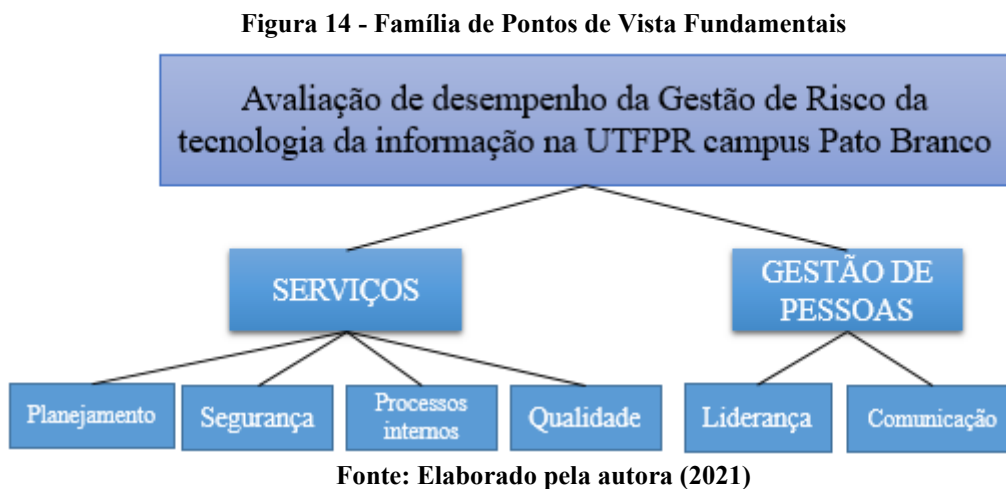 Figura 14 - Família de Pontos de Vista Fundamentais
Avaliação de desempenho da Gestão de Risco da
tecnologia da informação na UTFPR campus Pato Branco
SERVIÇOS
GESTÃO DE
PESSOAS
Planejamento
Segurança
Processos
internos
Qualidade
Liderança
Comunicação
Fonte: Elaborado pela autora (2021)